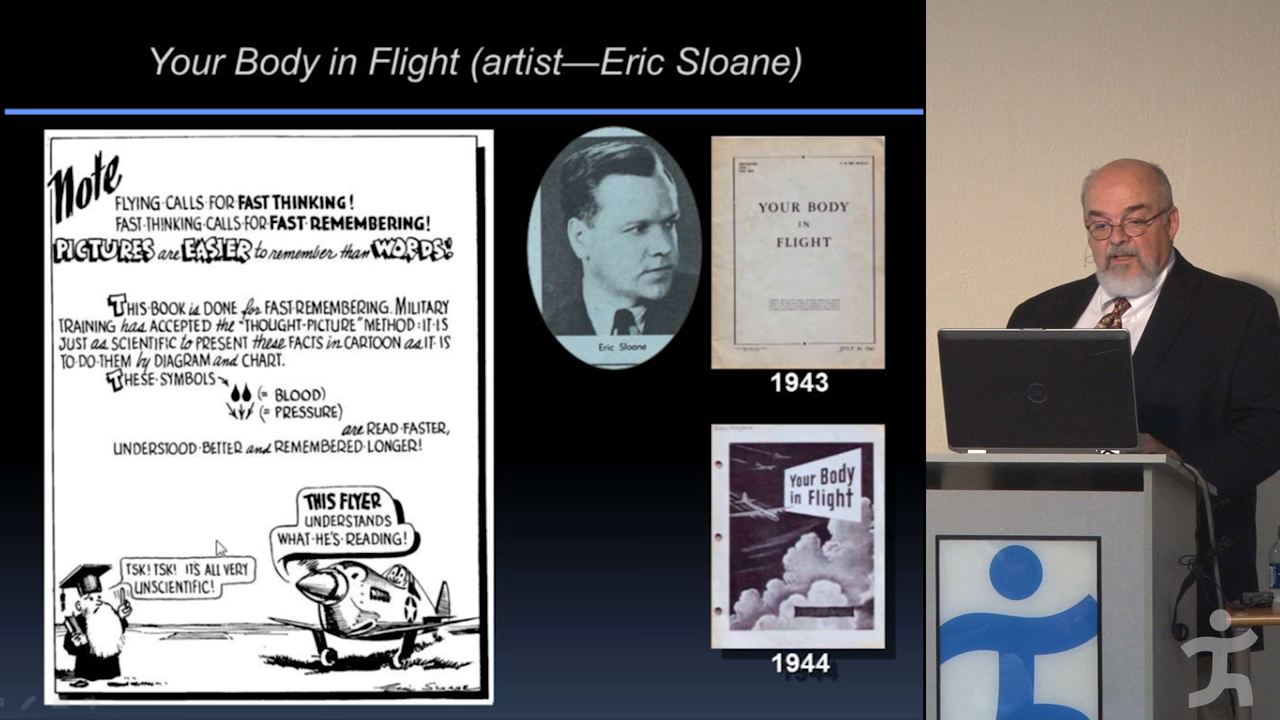 Your Body in Flight (artist—Eric Sloane)
Note
FLYING·CALLS·FOR·FAST THINKING!
FAST·THINKING·CALLS·FOR·FAST·REMEMBERING!
PICTURES are EASIER to remember than WORDS!
THIS·BOOK is DONE for FAST·REMEMBERING. MILITARY
TRAINING has ACCEPTED the "THOUGHT·PICTURE" METHOD: IT·IS
JUST as SCIENTIFIC to PRESENT these FACTS in CARTOON as IT·IS
TO·DO·THEM by DIAGRAM and CHART.
THESE·SYMBOLS
(= BLOOD)
(= PRESSURE)
are READ·FASTER,
UNDERSTOOD·BETTER and REMEMBERED·LONGER!
THIS FLYER
UNDERSTANDS
WHAT·HE'S·READING!
TSK! TSK! IT'S ALL VERY
UNSCIENTIFIC!
ERIC SLOANE
Eric Sloane
YOUR BODY
IN
FLIGHT
1943
Your Body
in Flight
1944